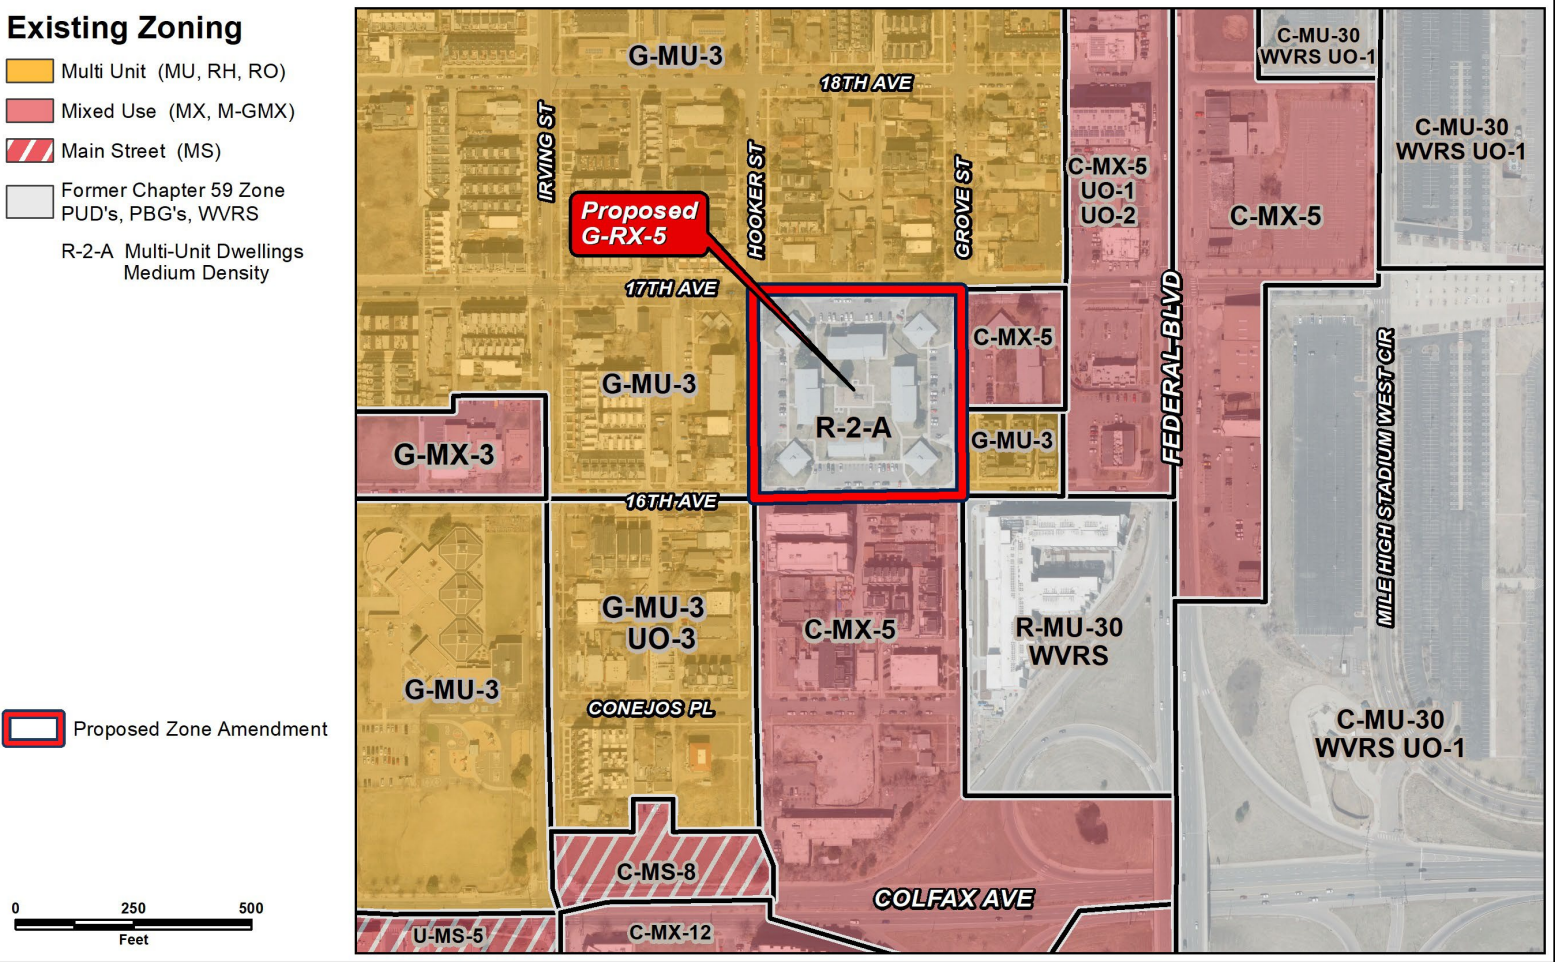 Existing Zoning
Multi Unit (MU, RH, RO)
Mixed Use (MX, M-GMX)
Main Street (MS)
Former Chapter 59 Zone
PUD's, PBG's, WVRS
R-2-A Multi-Unit Dwellings
Medium Density
Proposed Zone Amendment
0 250 500
Feet
G-MU-3
18TH AVE
C-MU-30
WVRS UO-1
C-MU-30
WVRS UO-1
IRVING ST
HOOKER ST
GROVE ST
C-MX-5
UO-1
UO-2
C-MX-5
Proposed
G-RX-5
17TH AVE
C-MX-5
FEDERAL BLVD
MILE HIGH STADIUM WEST CIR
G-MU-3
R-2-A
G-MU-3
G-MX-3
16TH AVE
G-MU-3
UO-3
C-MX-5
R-MU-30
WVRS
G-MU-3
CONEJOS PL
C-MU-30
WVRS UO-1
C-MS-8
COLFAX AVE
U-MS-5
C-MX-12